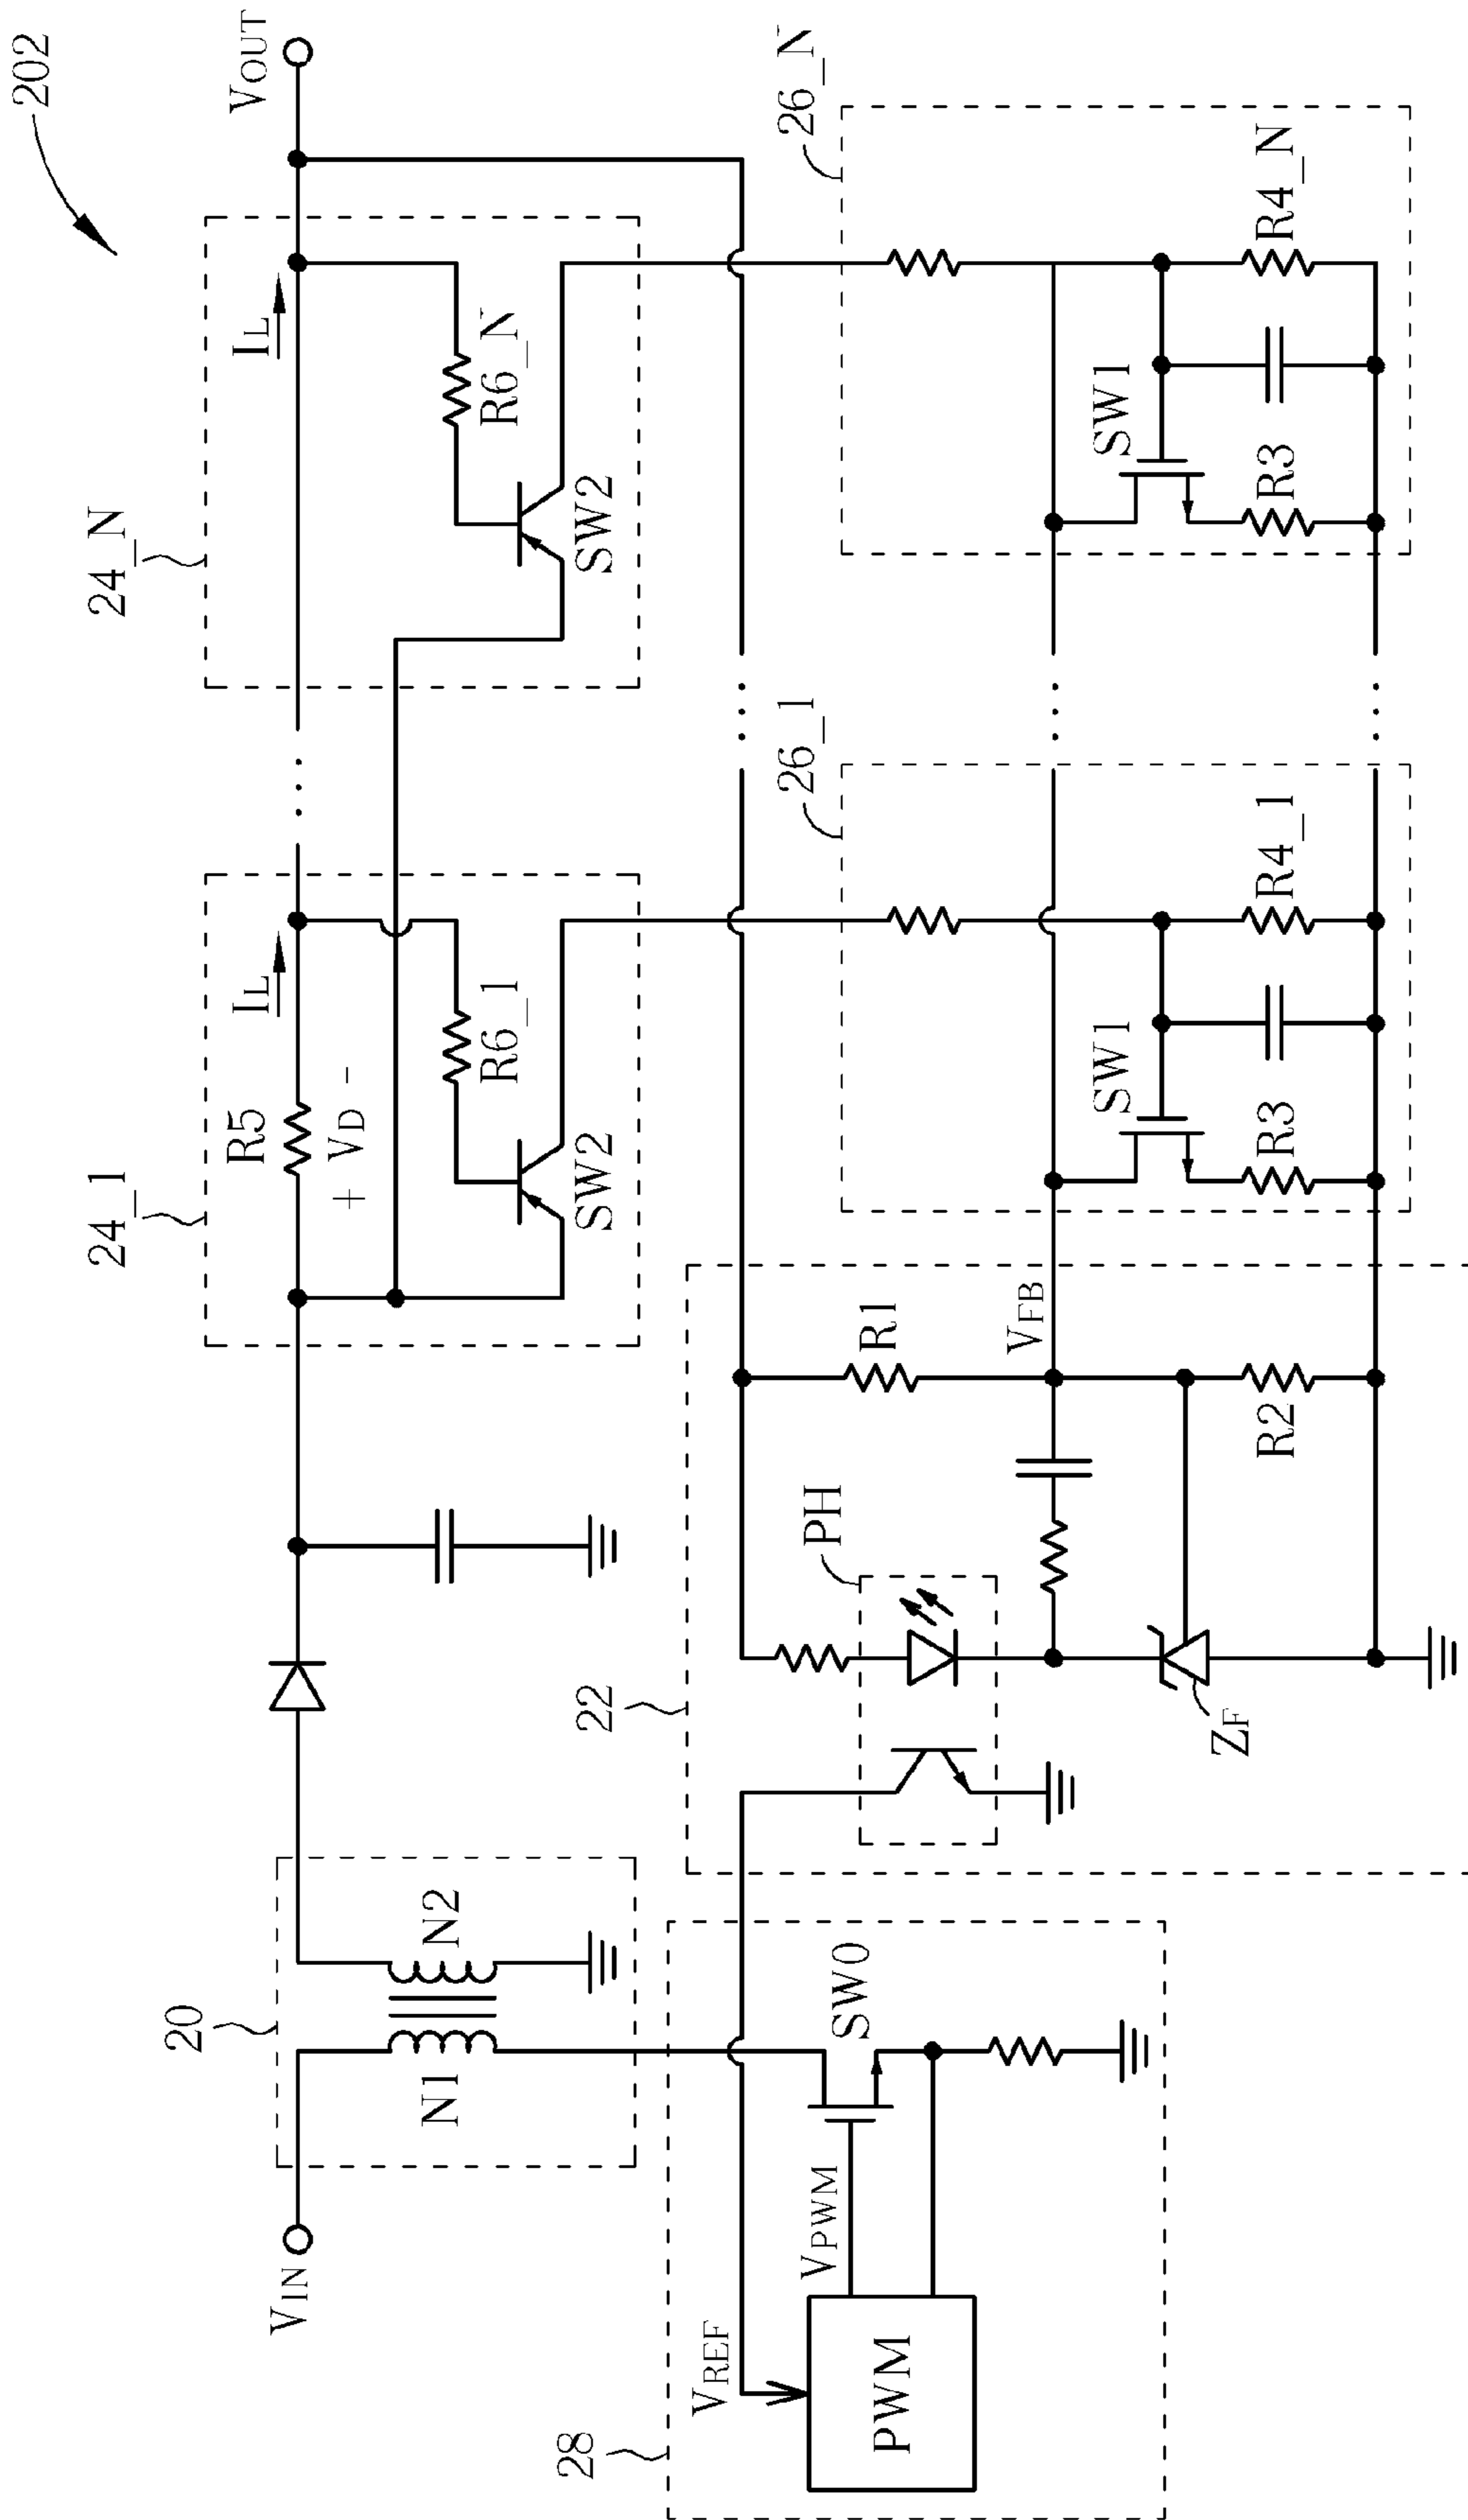 202
24_1
24_N
20
VIN
N1
N2
R5
+ VD -
IL
IL
VOUT
R6_1
SW2
R6_N
SW2
28
VREF
PWM
VPWM
SW0
22
PH
ZF
R1
VFB
R2
26_1
SW1
R3
R4_1
26_N
SW1
R3
R4_N